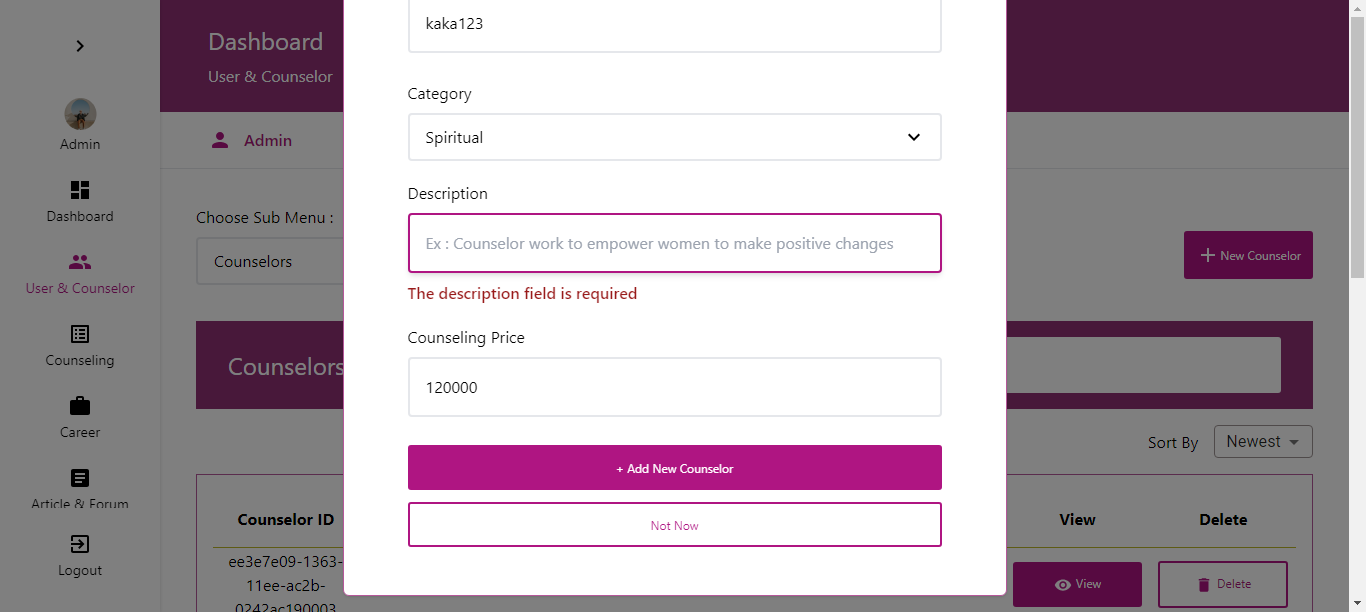 Dashboard
User & Counselor
Admin
Dashboard
User & Counselor
Counseling
Career
Article & Forum
Logout
Admin
Choose Sub Menu :
Counselors
New Counselor
Counselors
Sort By
Newest
Counselor ID
View
Delete
ee3e7e09-1363-
11ee-ac2b-
0242ac190003
View
Delete
kaka123
Category
Spiritual
Description
Ex : Counselor work to empower women to make positive changes
The description field is required
Counseling Price
120000
+ Add New Counselor
Not Now